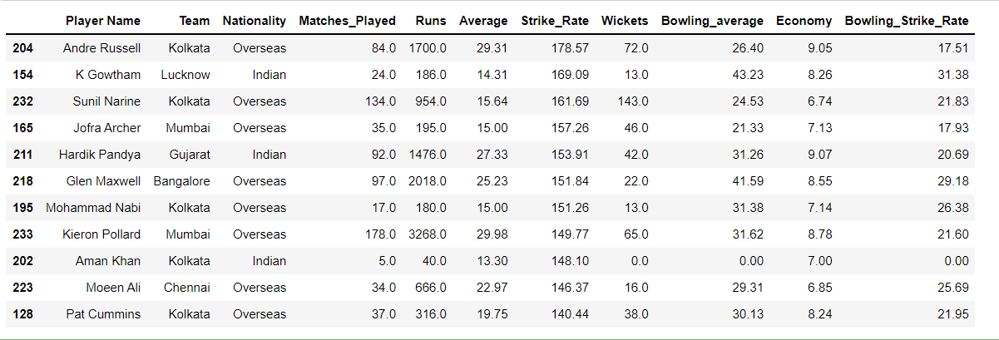 Player Name Team Nationality Matches_Played Runs Average Strike_Rate Wickets Bowling_average Economy Bowling_Strike_Rate
204 Andre Russell Kolkata Overseas 84.0 1700.0 29.31 178.57 72.0 26.40 9.05 17.51
154 K Gowtham Lucknow Indian 24.0 186.0 14.31 169.09 13.0 43.23 8.26 31.38
232 Sunil Narine Kolkata Overseas 134.0 954.0 15.64 161.69 143.0 24.53 6.74 21.83
165 Jofra Archer Mumbai Overseas 35.0 195.0 15.00 157.26 46.0 21.33 7.13 17.93
211 Hardik Pandya Gujarat Indian 92.0 1476.0 27.33 153.91 42.0 31.26 9.07 20.69
218 Glen Maxwell Bangalore Overseas 97.0 2018.0 25.23 151.84 22.0 41.59 8.55 29.18
195 Mohammad Nabi Kolkata Overseas 17.0 180.0 15.00 151.26 13.0 31.38 7.14 26.38
233 Kieron Pollard Mumbai Overseas 178.0 3268.0 29.98 149.77 65.0 31.62 8.78 21.60
202 Aman Khan Kolkata Indian 5.0 40.0 13.30 148.10 0.0 0.00 7.00 0.00
223 Moeen Ali Chennai Overseas 34.0 666.0 22.97 146.37 16.0 29.31 6.85 25.69
128 Pat Cummins Kolkata Overseas 37.0 316.0 19.75 140.44 38.0 30.13 8.24 21.95